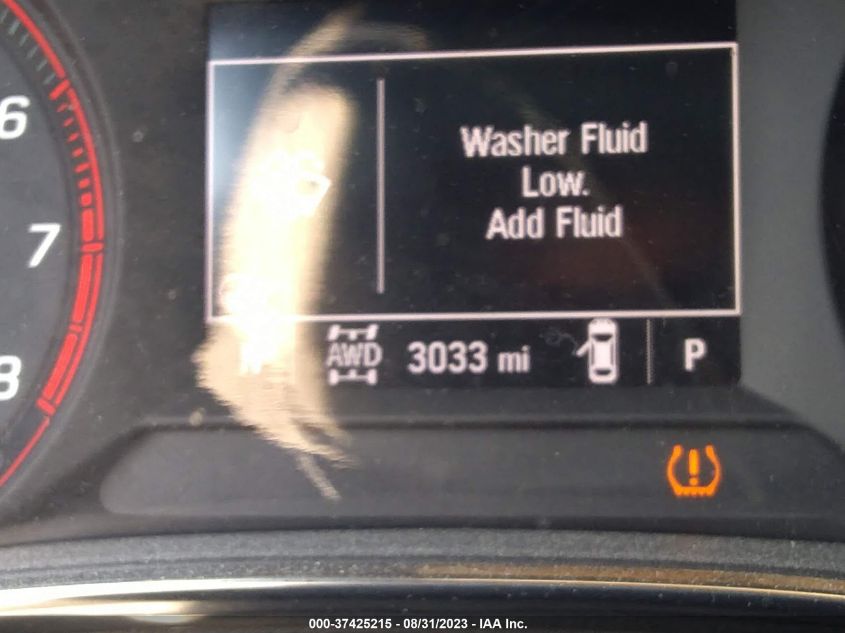 6
7
8
Washer Fluid
Low.
Add Fluid
AWD
3033 mi
P
000-37425215 - 08/31/2023 - IAA Inc.